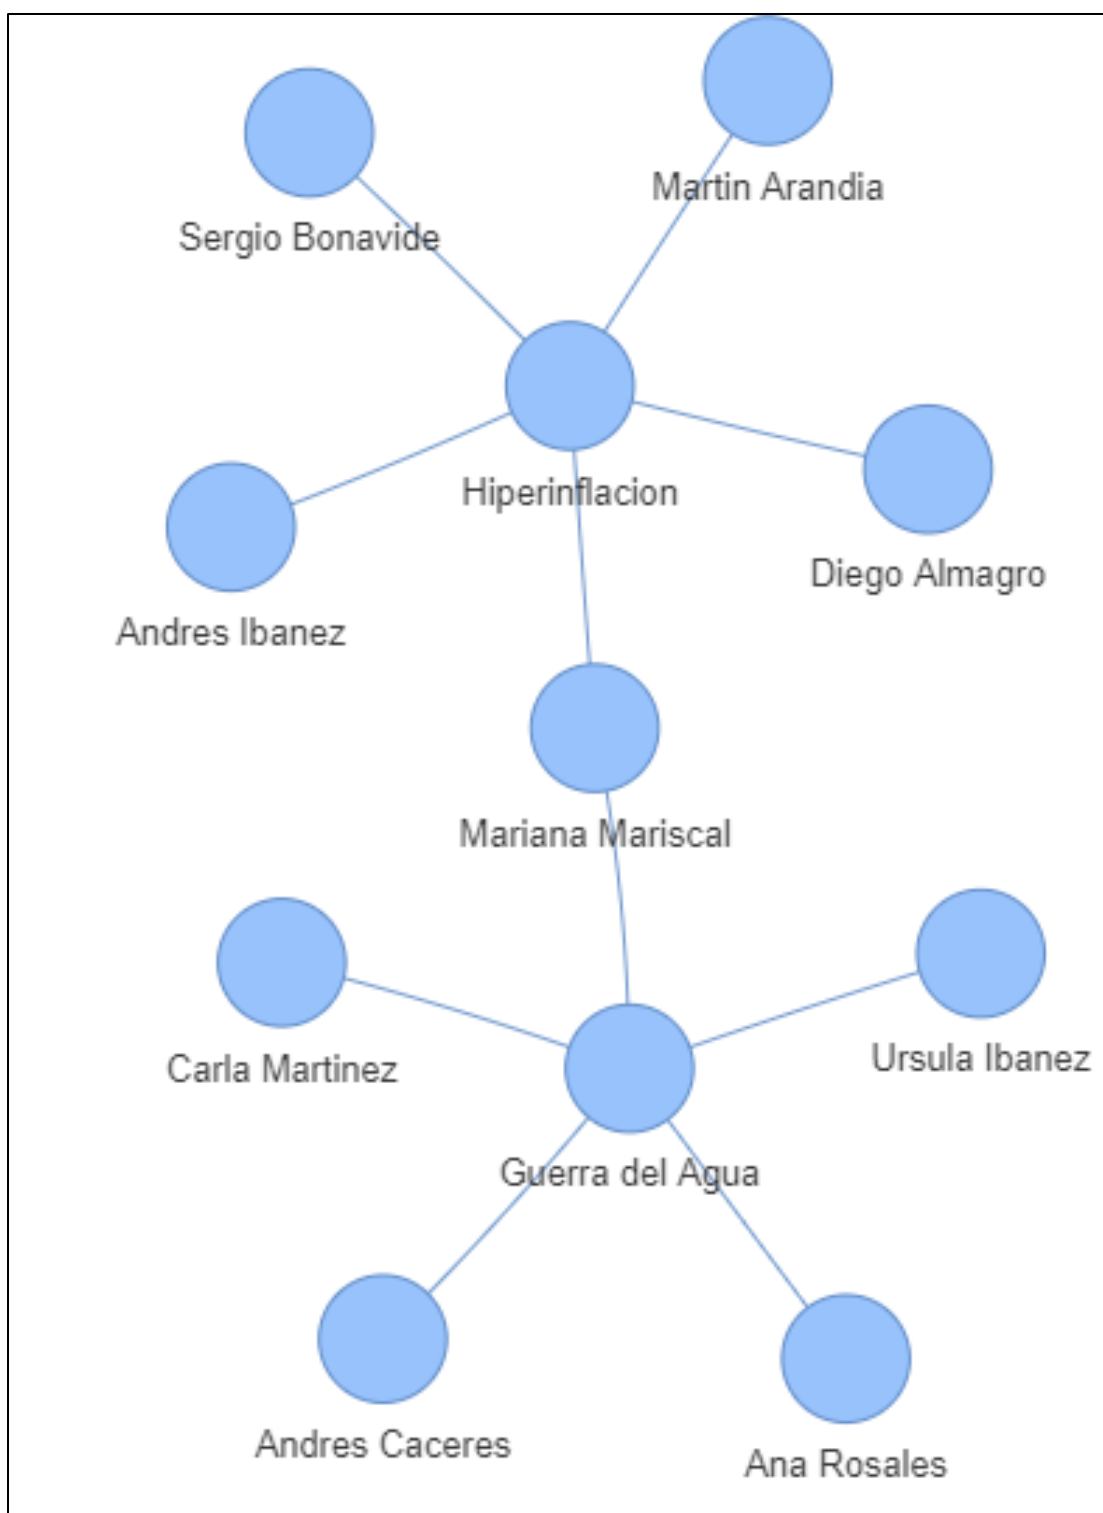 Martin Arandia
Sergio Bonavide
Hiperinflacion
Diego Almagro
Andres Ibanez
Mariana Mariscal
Carla Martinez
Ursula Ibanez
Guerra del Agua
Andres Caceres
Ana Rosales